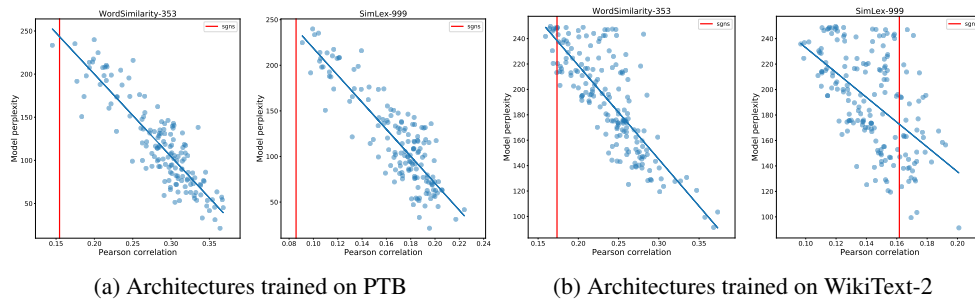 WordSimilarity-353
sgns
Model perplexity
250
200
150
100
50
0.15 0.20 0.25 0.30 0.35
Pearson correlation
SimLex-999
sgns
Model perplexity
250
200
150
100
50
0.08 0.10 0.12 0.14 0.16 0.18 0.20 0.22 0.24
Pearson correlation
(a) Architectures trained on PTB
WordSimilarity-353
sgns
Model perplexity
240
220
200
180
160
140
120
100
0.15 0.20 0.25 0.30 0.35
Pearson correlation
SimLex-999
sgns
Model perplexity
240
220
200
180
160
140
120
100
0.10 0.12 0.14 0.16 0.18 0.20
Pearson correlation
(b) Architectures trained on WikiText-2